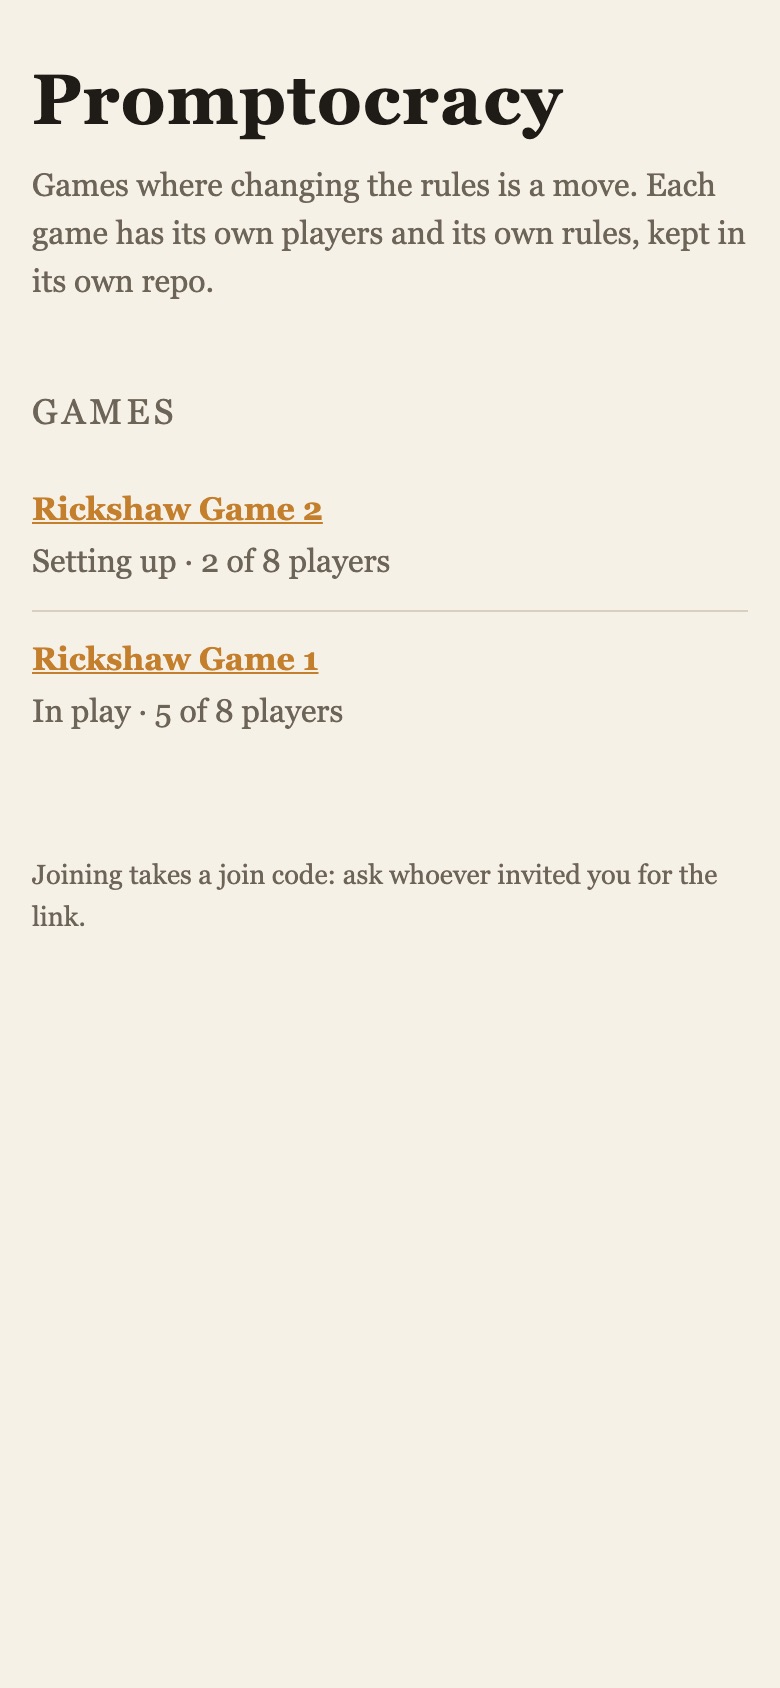 Promptocracy
Games where changing the rules is a move. Each
game has its own players and its own rules, kept in
its own repo.
GAMES
Rickshaw Game 2
Setting up · 2 of 8 players
Rickshaw Game 1
In play · 5 of 8 players
Joining takes a join code: ask whoever invited you for the
link.